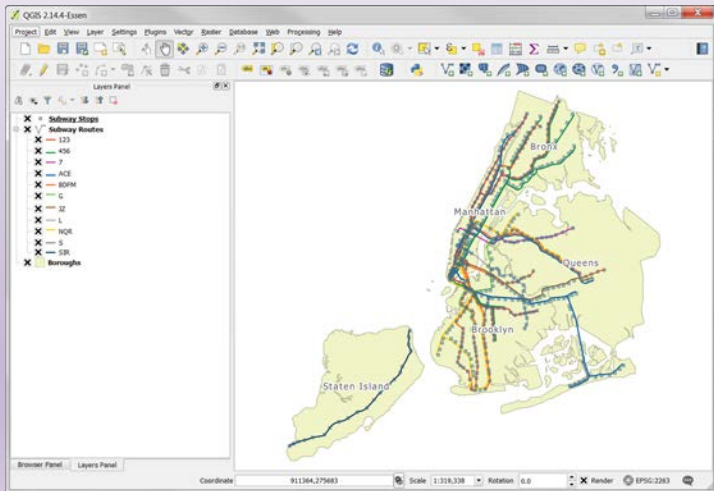 QGIS 2.14.4-Essen
Project Edit View Layer Settings Plugins Vector Raster Database Web Processing Help
Layers Panel
Subway Stops
Subway Routes
123
456
7
ACE
BDFM
G
JZ
L
NQR
S
SIR
Boroughs
Bronx
Manhattan
Queens
Brooklyn
Staten Island
Browser Panel Layers Panel
Coordinate 911364,275683 Scale 1:319,338 Rotation 0.0 Render EPSG:2263